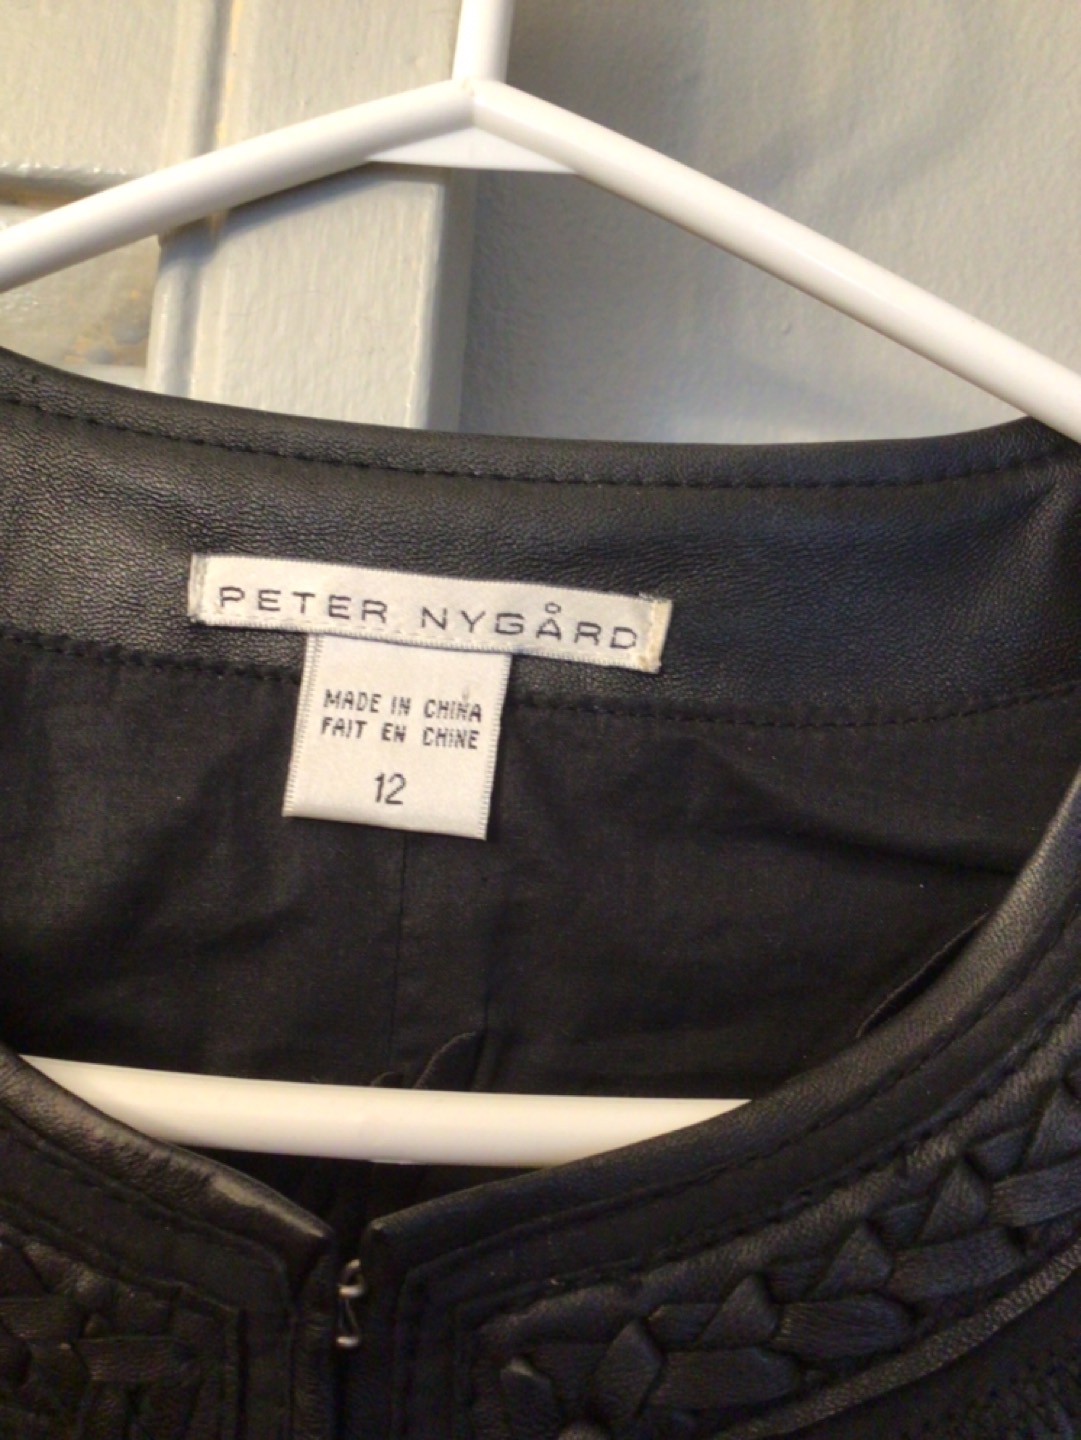 PETER NYGÅRD
MADE IN CHINA
FAIT EN CHINE
12